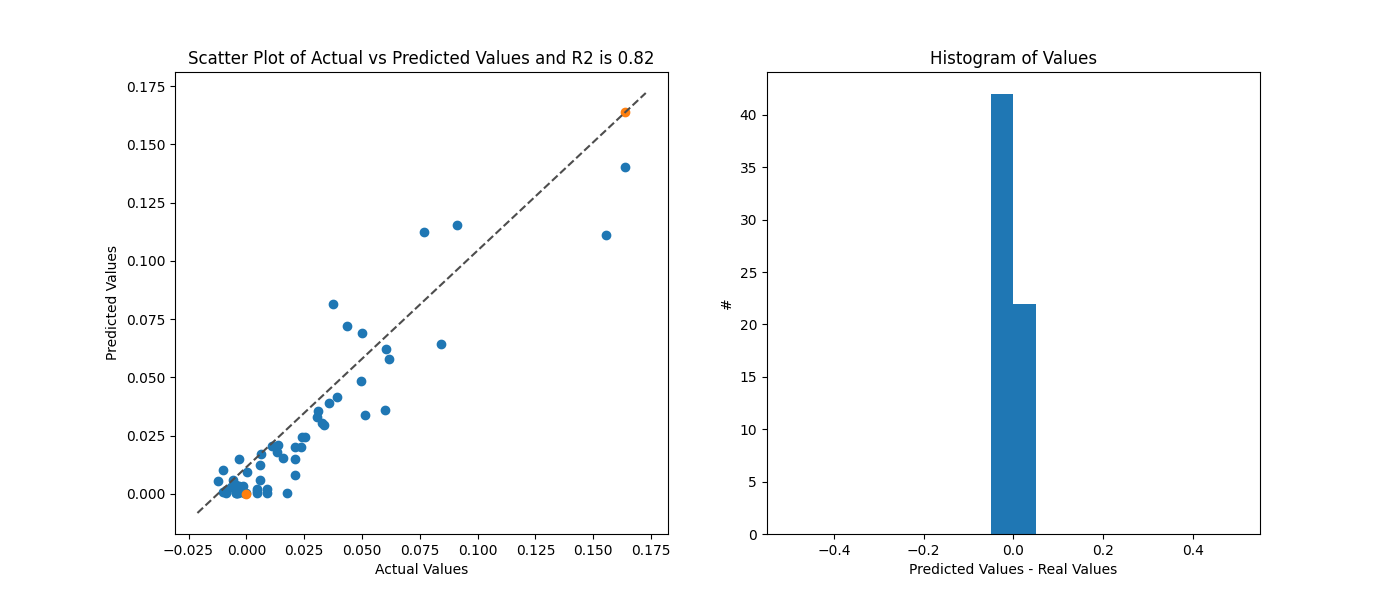 Scatter Plot of Actual vs Predicted Values and R2 is 0.82
0.175
0.150
0.125
0.100
0.075
0.050
0.025
0.000
Predicted Values
−0.025 0.000 0.025 0.050 0.075 0.100 0.125 0.150 0.175
Actual Values
Histogram of Values
40
35
30
25
20
15
10
5
0
#
−0.4 −0.2 0.0 0.2 0.4
Predicted Values - Real Values